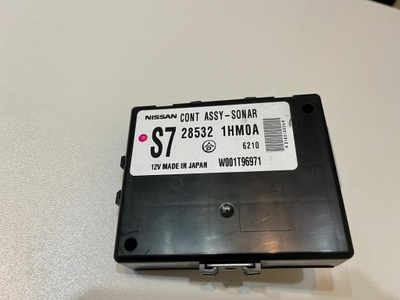 NISSAN CONT ASSY-SONAR
S7 28532 1HM0A
6210
12V MADE IN JAPAN W001T96971